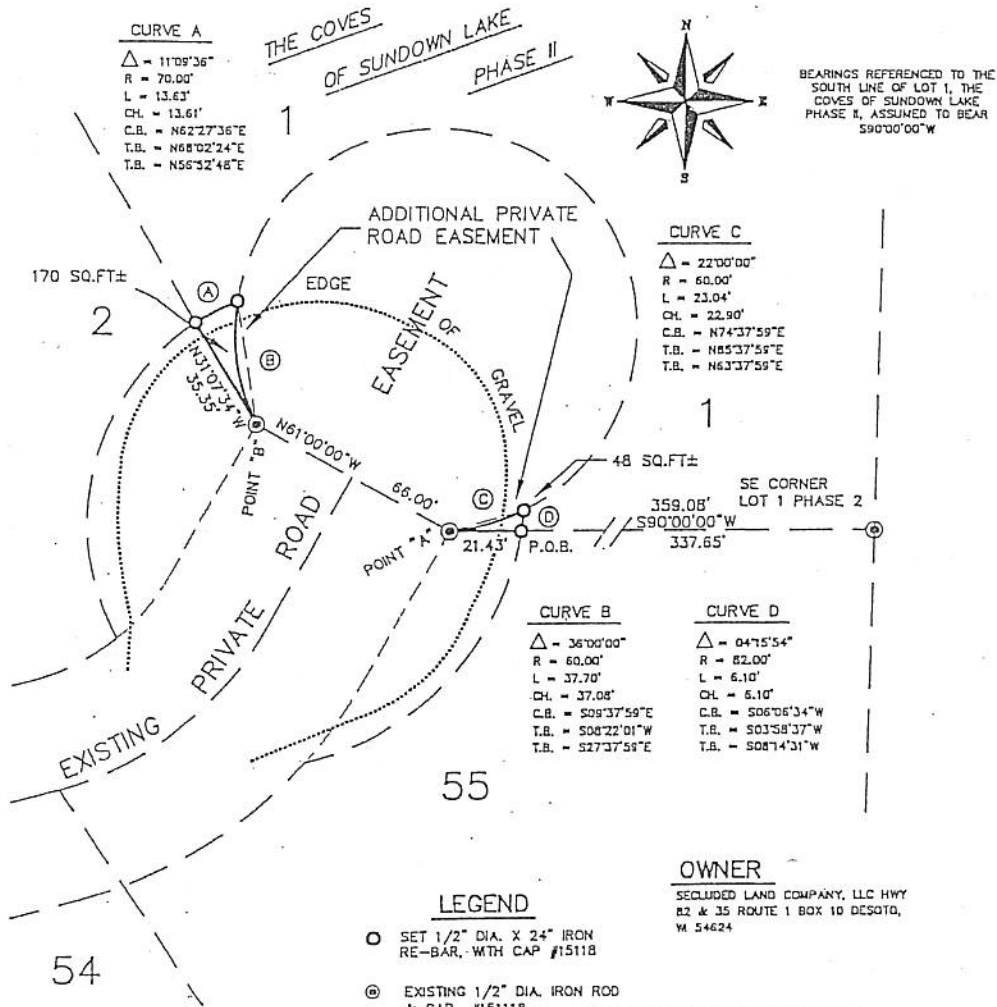 CURVE A
△ = 11°09'36"
R = 70.00'
L = 13.63'
CH. = 13.61'
C.B. = N62°27'36"E
T.B. = N68°02'24"E
T.B. = N56°52'48"E
THE COVES
OF SUNDOWN LAKE
PHASE II
N
W
E
S
BEARINGS REFERENCED TO THE
SOUTH LINE OF LOT 1, THE
COVES OF SUNDOWN LAKE
PHASE II, ASSUMED TO BEAR
S90°00'00"W
1
ADDITIONAL PRIVATE
ROAD EASEMENT
CURVE C
△ = 22°00'00"
R = 60.00'
L = 23.04'
CH. = 22.90'
C.B. = N74°37'59"E
T.B. = N85°37'59"E
T.B. = N63°37'59"E
170 SQ.FT±
A
EDGE
OF
GRAVEL
2
EASEMENT
B
N31°07'34"W
35.35'
1
N61°00'00"W
66.00'
48 SQ.FT±
POINT "B"
SE CORNER
LOT 1 PHASE 2
C
D
359.08'
S90°00'00"W
337.65'
POINT "A"
21.43'
P.O.B.
ROAD
PRIVATE
EXISTING
CURVE B
△ = 36°00'00"
R = 60.00'
L = 37.70'
CH. = 37.08'
C.B. = S09°37'59"E
T.B. = S08°22'01"W
T.B. = S27°37'59"E
CURVE D
△ = 04°15'54"
R = 82.00'
L = 6.10'
CH. = 6.10'
C.B. = S06°06'34"W
T.B. = S03°58'37"W
T.B. = S08°14'31"W
55
54
LEGEND
SET 1/2" DIA. X 24" IRON
RE-BAR, WITH CAP #15118
EXISTING 1/2" DIA. IRON ROD
OWNER
SECLUDED LAND COMPANY, LLC HWY
82 & 35 ROUTE 1 BOX 10 DESOTO,
WI 54624